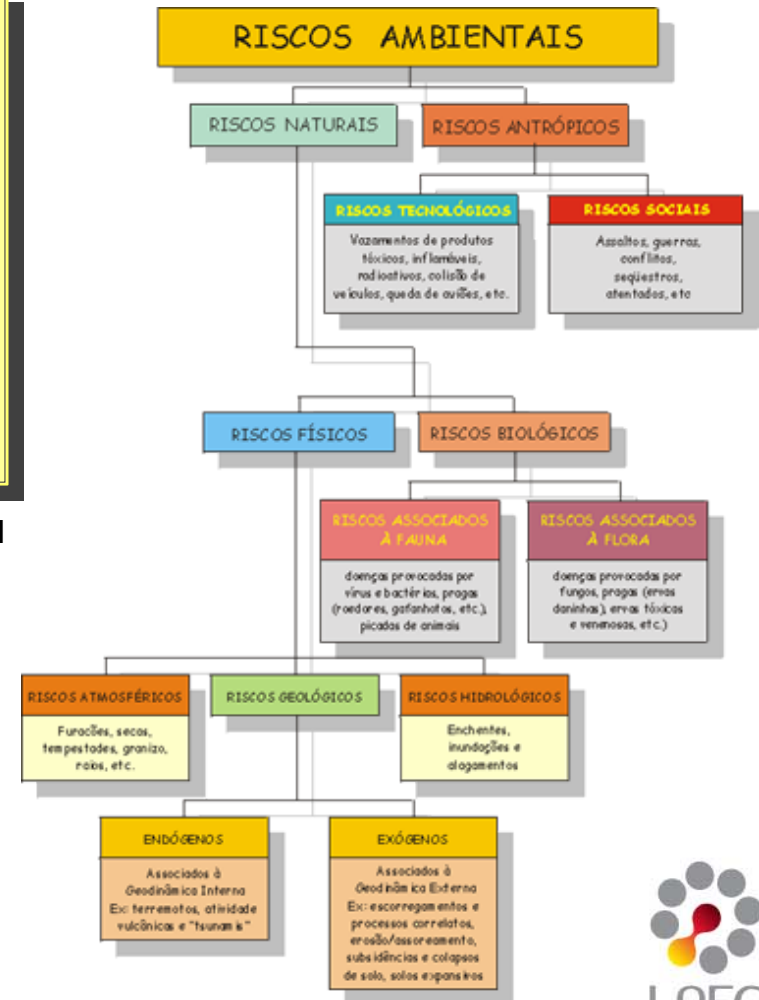 RISCOS AMBIENTAIS
RISCOS NATURAIS
RISCOS ANTRÓPICOS
RISCOS TECNOLÓGICOS
Vazamentos de produtos
tóxicos, inflamáveis,
radioativos, colisão de
veículos, queda de aviões, etc.
RISCOS SOCIAIS
Assaltos, guerras,
conflitos,
seqüestros,
atentados, etc
RISCOS FÍSICOS
RISCOS BIOLÓGICOS
RISCOS ASSOCIADOS
À FAUNA
doenças provocadas por
vírus e bactérias, pragas
(roedores, gafanhotos, etc.),
picadas de animais
RISCOS ASSOCIADOS
À FLORA
doenças provocadas por
fungos, pragas (ervas
daninhas), ervas tóxicas
e venenosas, etc.)
RISCOS ATMOSFÉRICOS
Furacões, secas,
tempestades, granizo,
raios, etc.
RISCOS GEOLÓGICOS
RISCOS HIDROLÓGICOS
Enchentes,
inundações e
alagamentos
ENDÓGENOS
Associados à
Geodinâmica Interna
Ex: terremotos, atividade
vulcânicas e "tsunamis"
EXÓGENOS
Associados à
Geodinâmica Externa
Ex: escorregamentos e
processos correlatos,
erosão/assoreamento,
subsidências e colapsos
de solo, solos expansivos